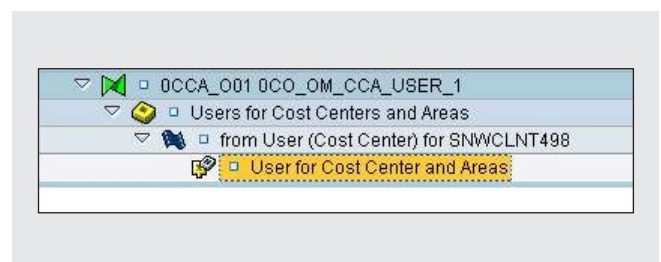 0CCA_O01 0CO_OM_CCA_USER_1
Users for Cost Centers and Areas
from User (Cost Center) for SNWCLNT498
User for Cost Center and Areas